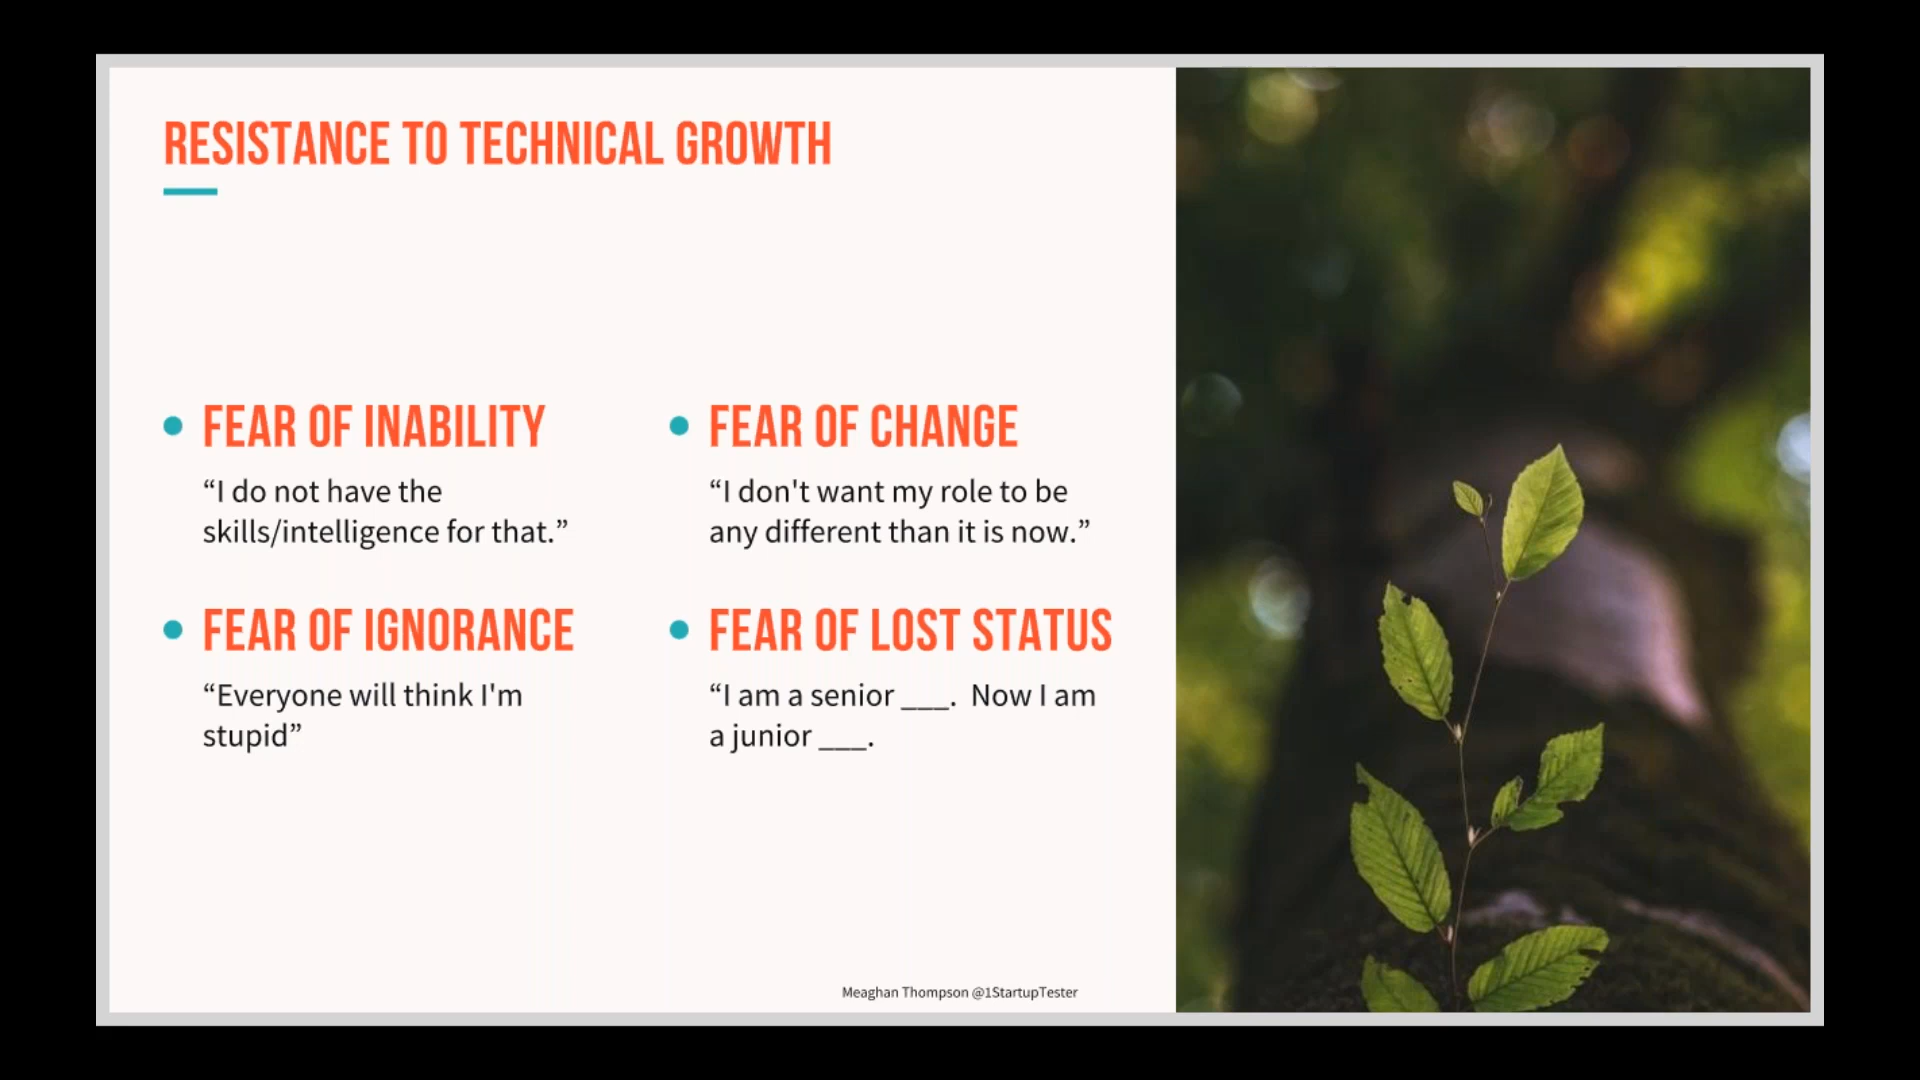 RESISTANCE TO TECHNICAL GROWTH
FEAR OF INABILITY
“I do not have the
skills/intelligence for that.”
FEAR OF IGNORANCE
“Everyone will think I'm
stupid”
FEAR OF CHANGE
“I don't want my role to be
any different than it is now.”
FEAR OF LOST STATUS
“I am a senior ___.  Now I am
a junior ___.
Meaghan Thompson @1StartupTester